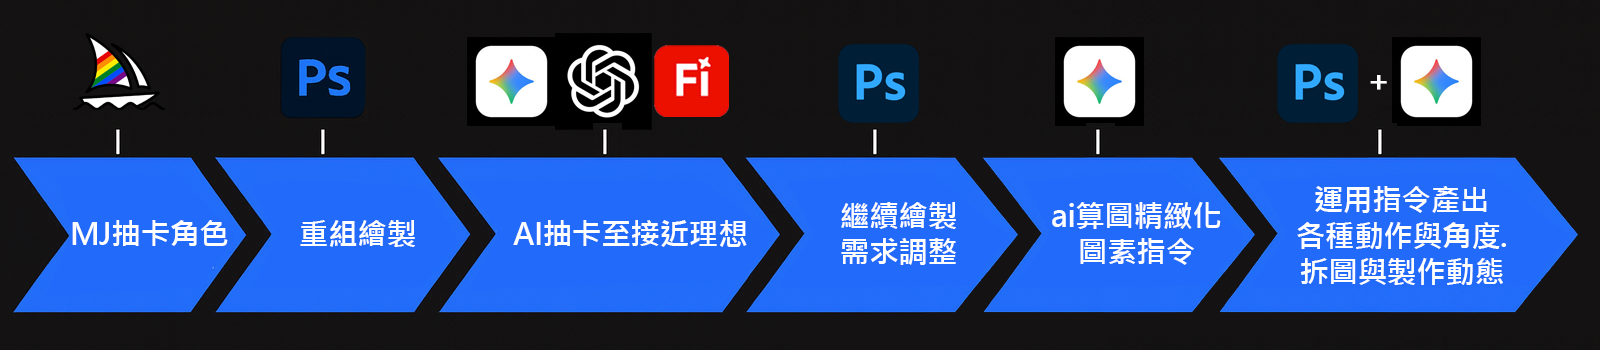 Ps
Fi
Ps
Ps
+
MJ抽卡角色
重組繪製
AI抽卡至接近理想
繼續繪製
需求調整
ai算圖精緻化
圖素指令
運用指令產出
各種動作與角度.
拆圖與製作動態